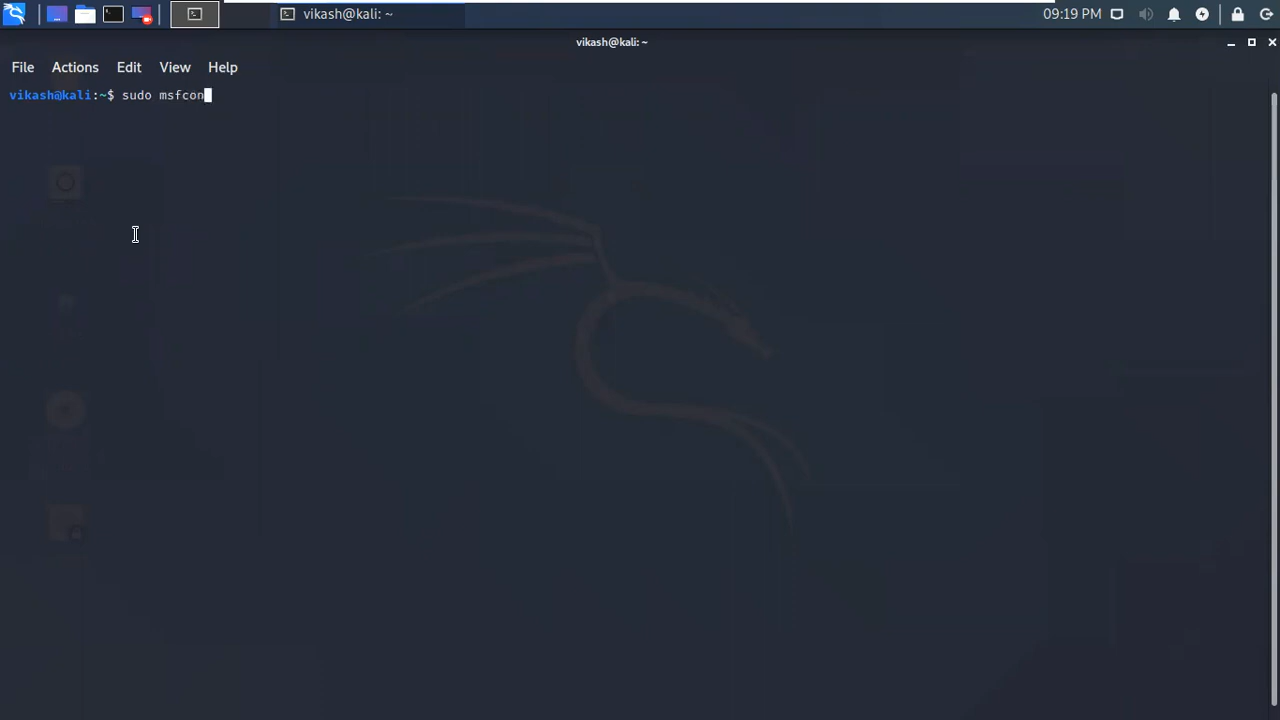 vikash@kali: ~
09:19 PM
vikash@kali: ~
File Actions Edit View Help
vikash@kali:~$ sudo msfcon